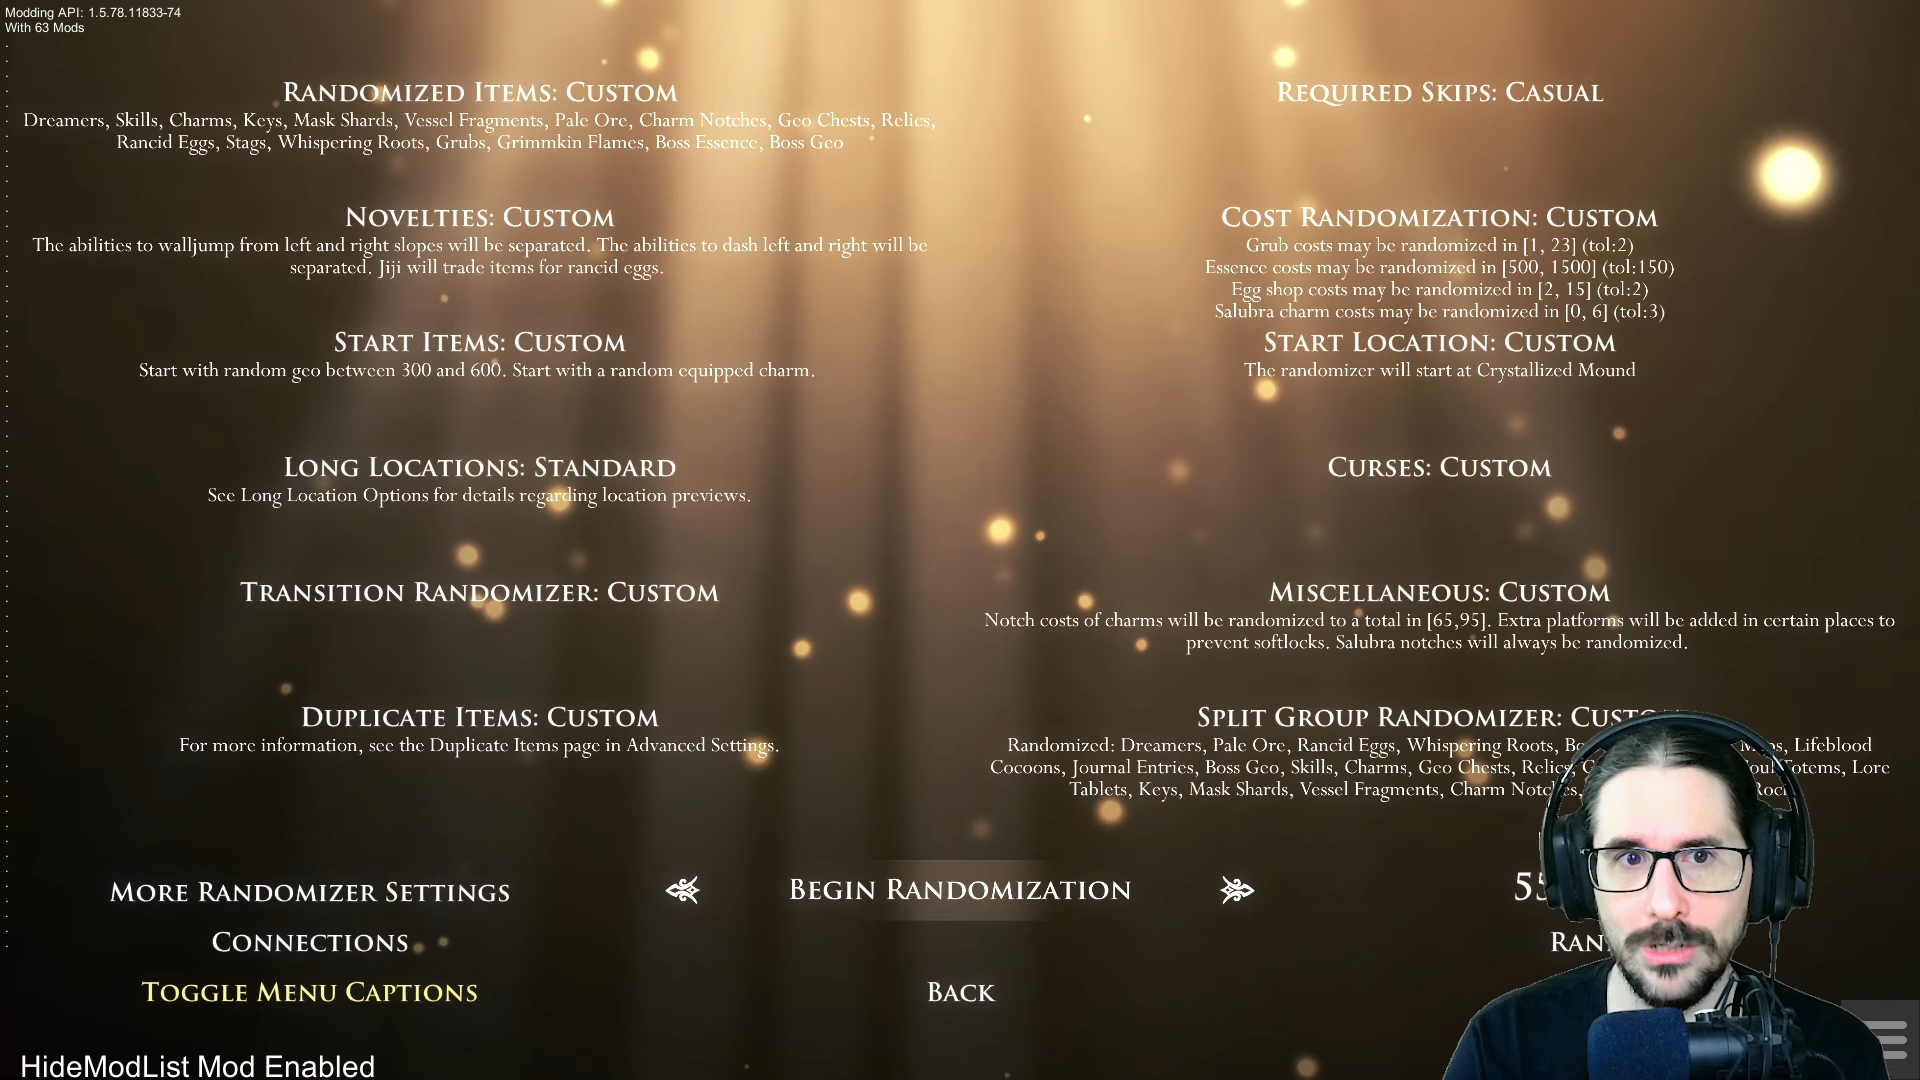 Modding API: 1.5.78.11833-74
With 63 Mods
Randomized Items: Custom
Dreamers, Skills, Charms, Keys, Mask Shards, Vessel Fragments, Pale Ore, Charm Notches, Geo Chests, Relics,
Rancid Eggs, Stags, Whispering Roots, Grubs, Grimmkin Flames, Boss Essence, Boss Geo
Required Skips: Casual
Novelties: Custom
The abilities to walljump from left and right slopes will be separated. The abilities to dash left and right will be
separated. Jiji will trade items for rancid eggs.
Cost Randomization: Custom
Grub costs may be randomized in [1, 23] (tol:2)
Essence costs may be randomized in [500, 1500] (tol:150)
Egg shop costs may be randomized in [2, 15] (tol:2)
Salubra charm costs may be randomized in [0, 6] (tol:3)
Start Items: Custom
Start with random geo between 300 and 600. Start with a random equipped charm.
Start Location: Custom
The randomizer will start at Crystallized Mound
Long Locations: Standard
See Long Location Options for details regarding location previews.
Curses: Custom
Transition Randomizer: Custom
Miscellaneous: Custom
Notch costs of charms will be randomized to a total in [65,95]. Extra platforms will be added in certain places to
prevent softlocks. Salubra notches will always be randomized.
Duplicate Items: Custom
For more information, see the Duplicate Items page in Advanced Settings.
Split Group Randomizer:
Randomized: Dreamers, Pale Ore, Rancid Eggs, Whispering Roots, Lifeblood
Cocoons, Journal Entries, Boss Geo, Skills, Charms, Geo Chests, Relics, Totems, Lore
Tablets, Keys, Mask Shards, Vessel Fragments, Charm Notches,
More Randomizer Settings
Begin Randomization
Connections
Toggle Menu Captions
Back
HideModList Mod Enabled